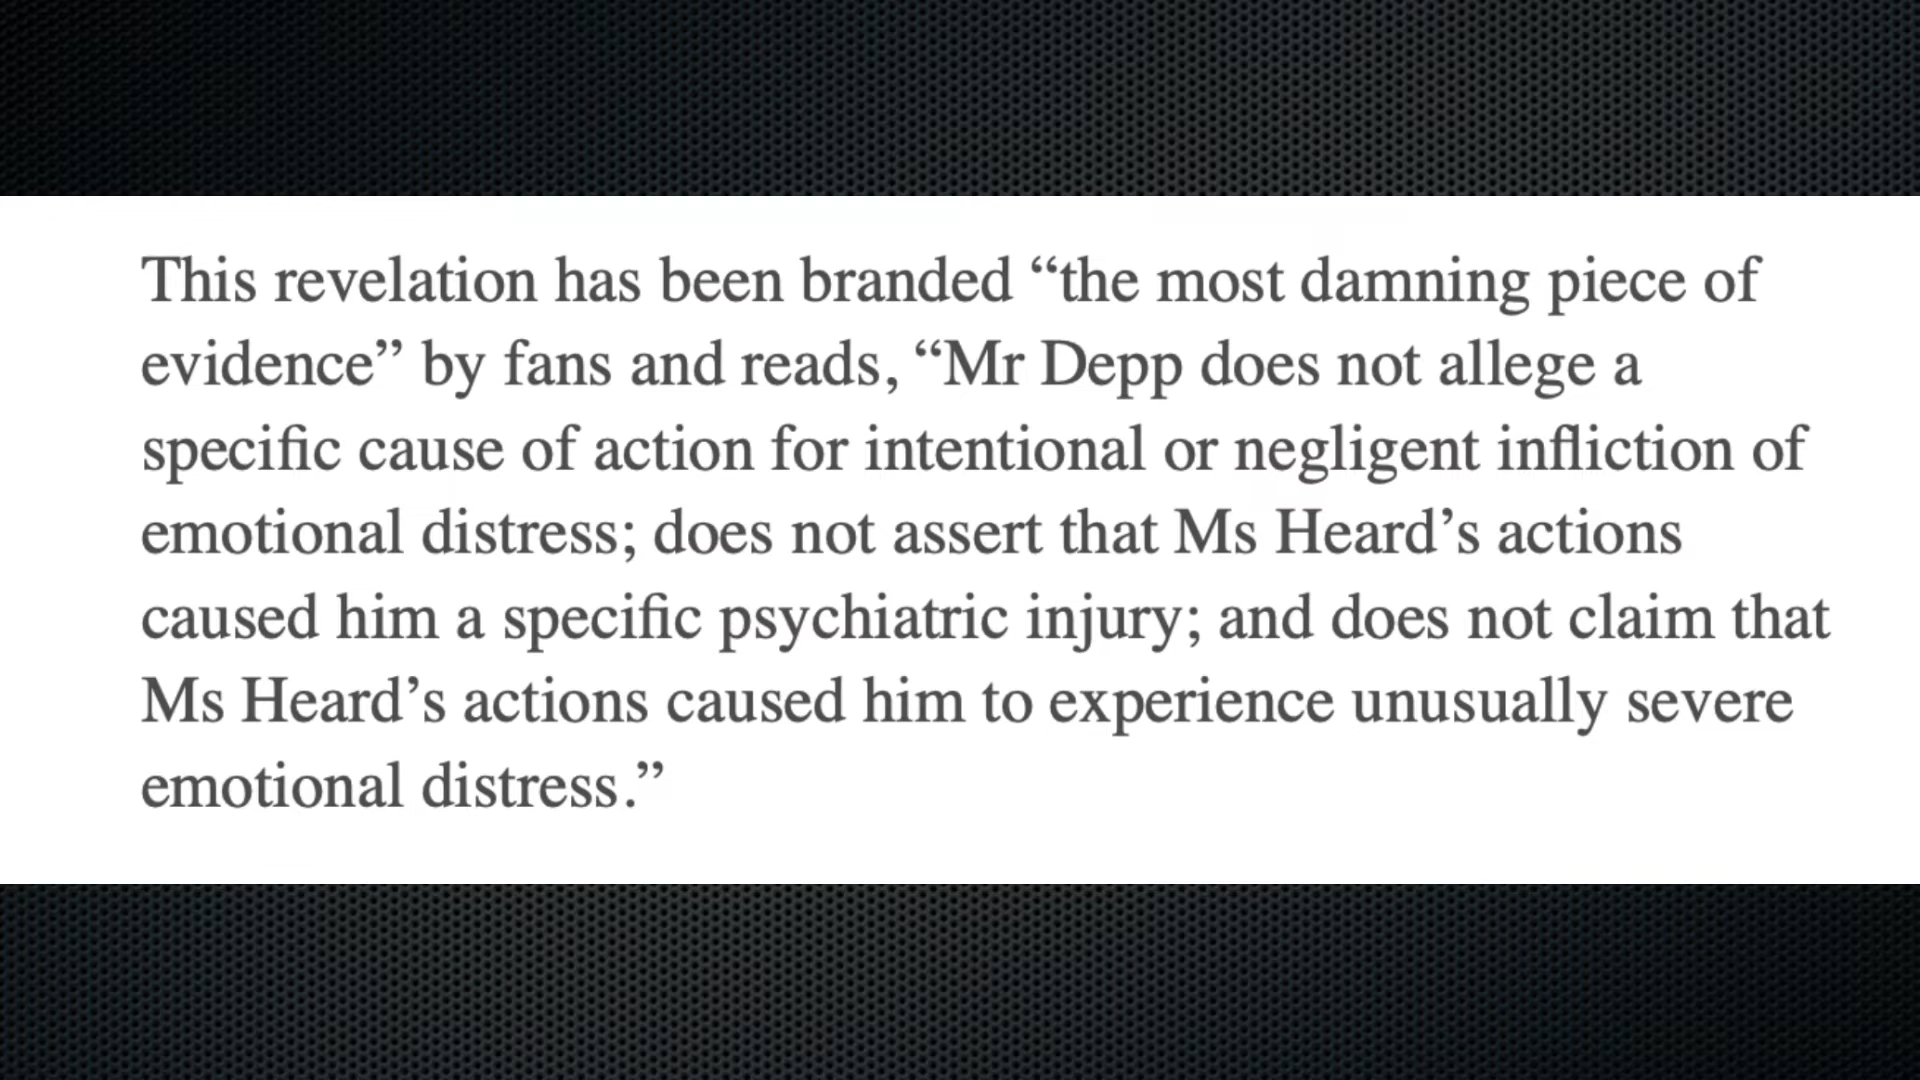 This revelation has been branded “the most damning piece of
evidence” by fans and reads, “Mr Depp does not allege a
specific cause of action for intentional or negligent infliction of
emotional distress; does not assert that Ms Heard’s actions
caused him a specific psychiatric injury; and does not claim that
Ms Heard’s actions caused him to experience unusually severe
emotional distress.”